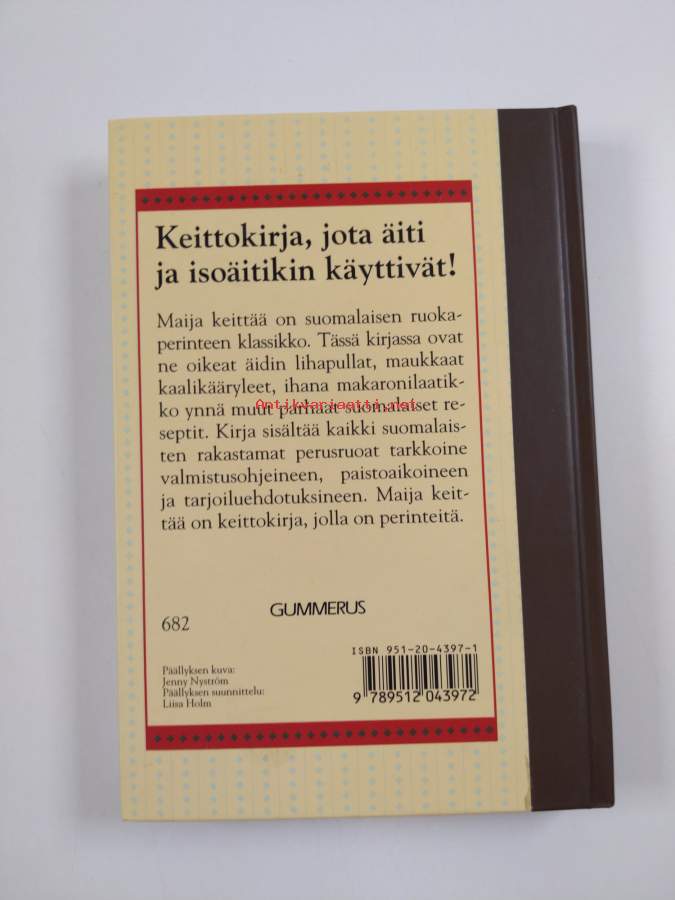 Keittokirja, jota äiti
ja isoäitikin käyttivät!
Maija keittää on suomalaisen ruoka-
perinteen klassikko. Tässä kirjassa ovat
ne oikeat äidin lihapullat, maukkaat
kaalikääryleet, ihana makaronilaatik-
Antikvariaatti.net
ko ynnä muut parhaat suomalaiset re-
septit. Kirja sisältää kaikki suomalais-
ten rakastamat perusruoat tarkkoine
valmistusohjeineen, paistoaikoineen
ja tarjoiluehdotuksineen. Maija keit-
tää on keittokirja, jolla on perinteitä.
GUMMERUS
682
ISBN 951-20-4397-1
9 789512 043972
Päällyksen kuva:
Jenny Nyström
Päällyksen suunnittelu:
Liisa Holm